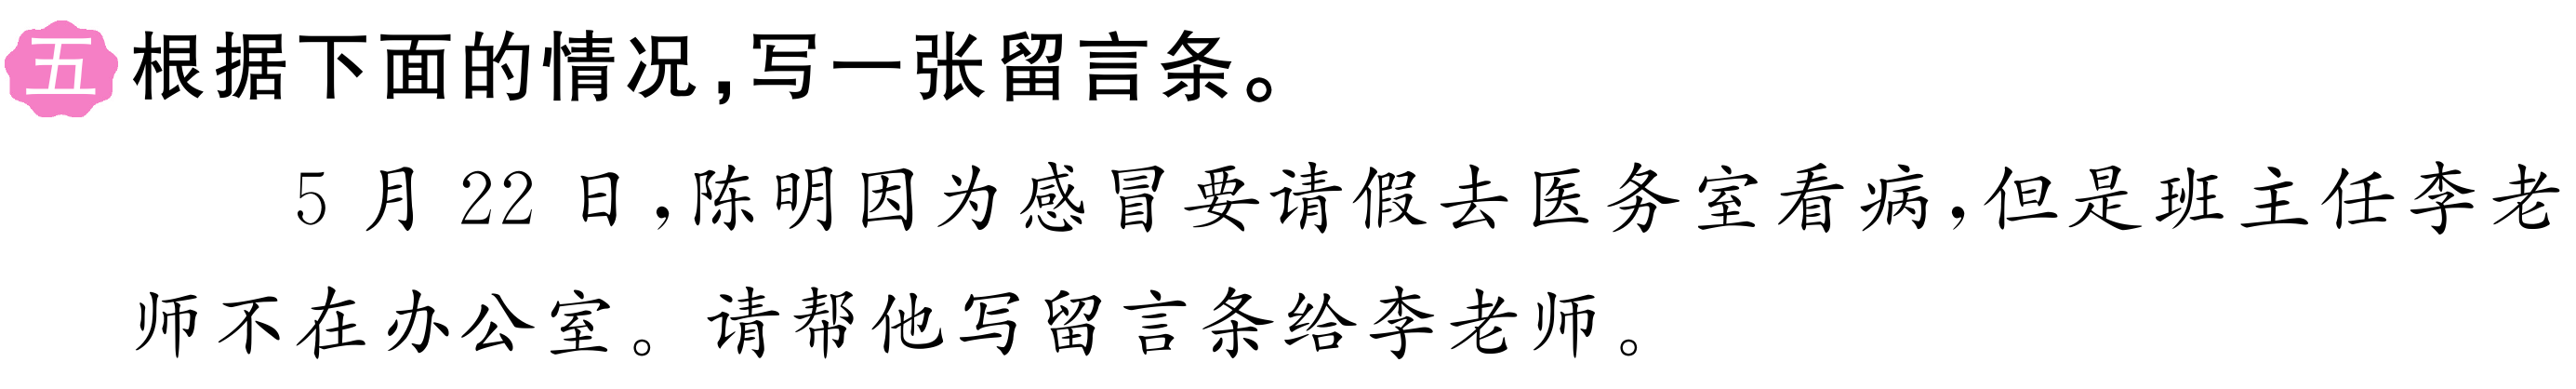 五 根据下面的情况,写一张留言条。
5 月 22 日,陈明因为感冒要请假去医务室看病,但是班主任李老
师不在办公室。请帮他写留言条给李老师。